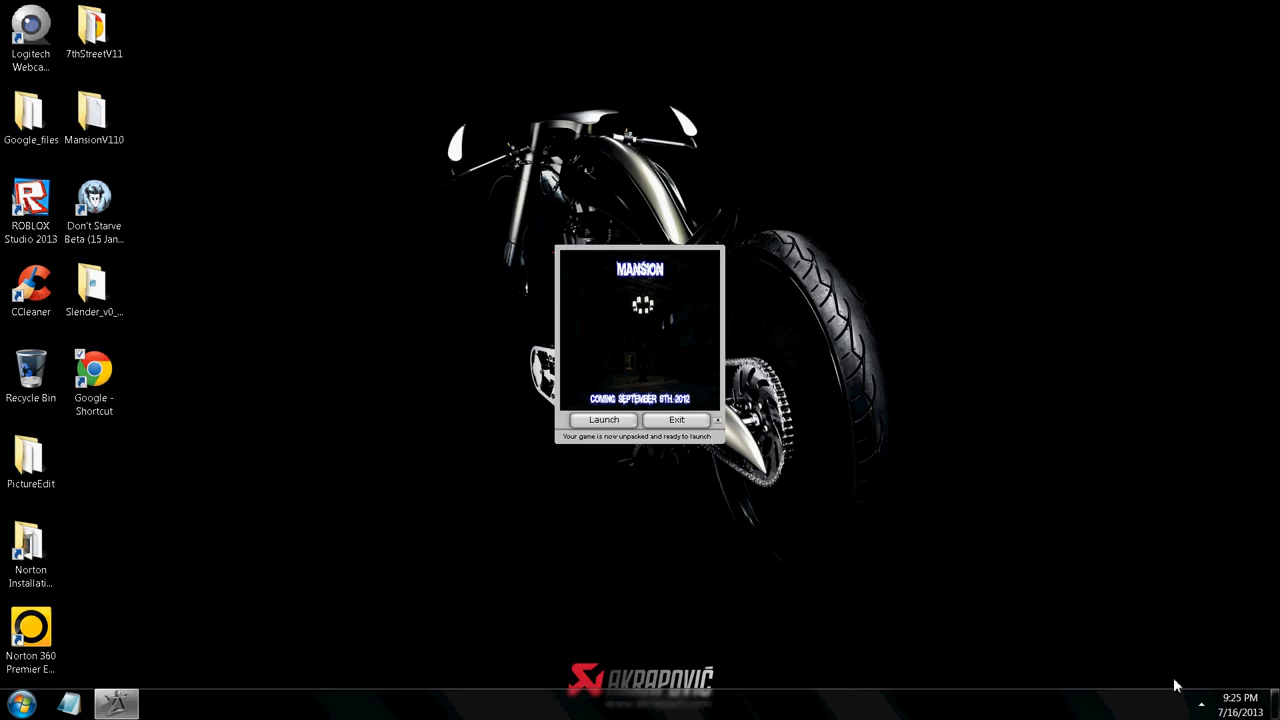 Logitech
Webca...
7thStreetV11
Google_files
MansionV110
ROBLOX
Studio 2013
Don't Starve
Beta (15 Jan...
CCleaner
Slender_v0_...
Recycle Bin
Google -
Shortcut
PictureEdit
Norton
Installati...
Norton 360
Premier E...
MANSION
COMING SEPTEMBER 8TH, 2012
Launch
Exit
Your game is now unpacked and ready to launch
AKRAPOVIČ
9:25 PM
7/16/2013